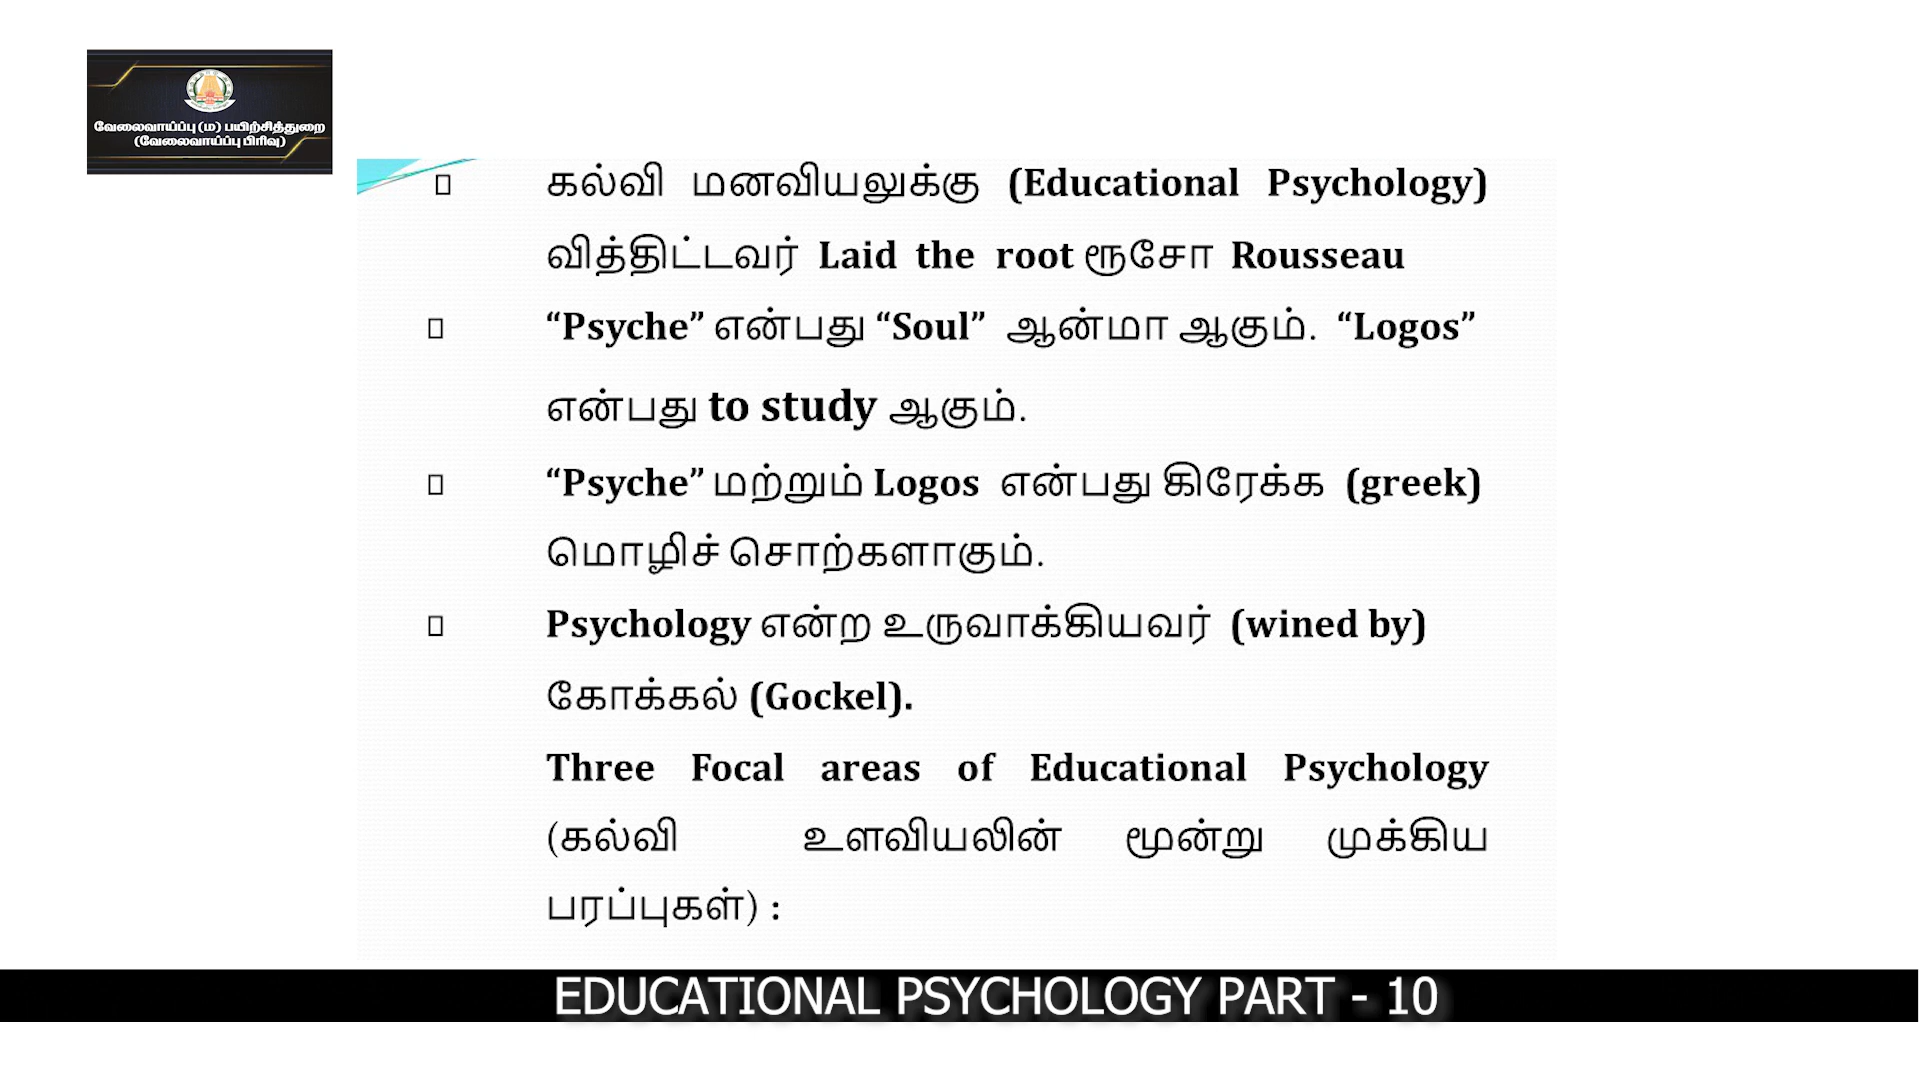 வேலைவாய்ப்பு (ம) பயிற்சித்துறை
(வேலைவாய்ப்பு பிரிவு)
கல்வி மனவியலுக்கு (Educational Psychology)
வித்திட்டவர் Laid the root ரூசோ Rousseau
“Psyche” என்பது “Soul” ஆன்மா ஆகும். “Logos”
என்பது to study ஆகும்.
“Psyche” மற்றும் Logos என்பது கிரேக்க (greek)
மொழிச் சொற்களாகும்.
Psychology என்ற உருவாக்கியவர் (wined by)
கோக்கல் (Gockel).
Three Focal areas of Educational Psychology
(கல்வி உளவியலின் மூன்று முக்கிய
பரப்புகள்) :
EDUCATIONAL PSYCHOLOGY PART - 10